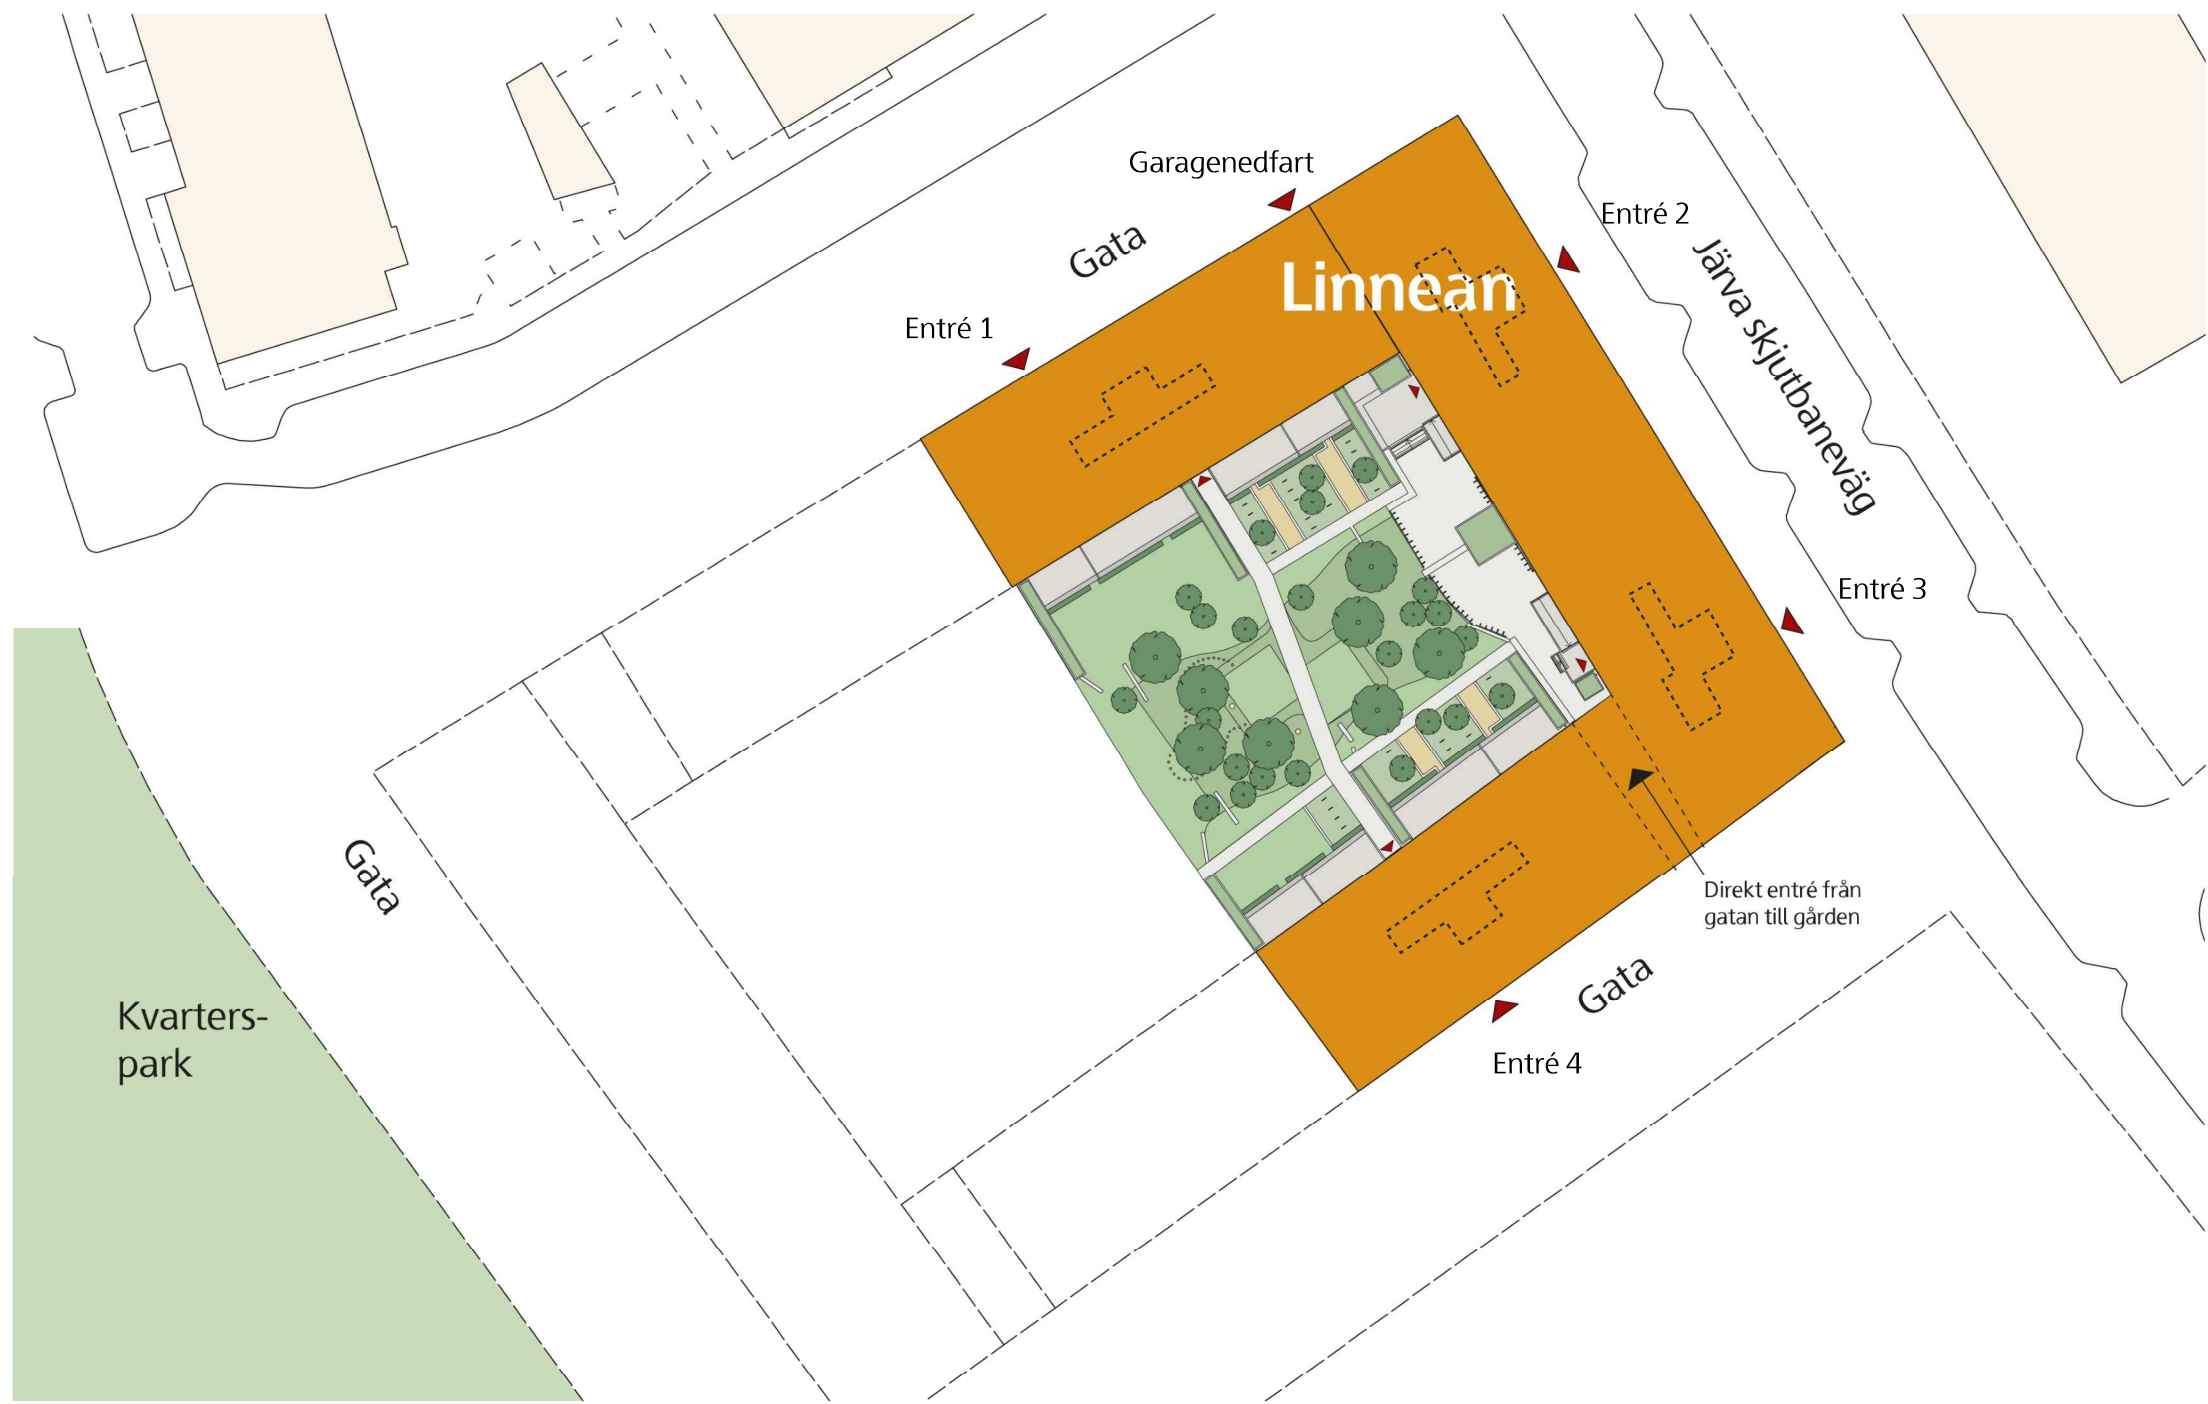 Garagenedfart
Entré 2
Gata
Järva skjutbaneväg
Linnean
Entré 1
Entré 3
Gata
Direkt entré från
gatan till gården
Gata
Kvarters-
park
Entré 4